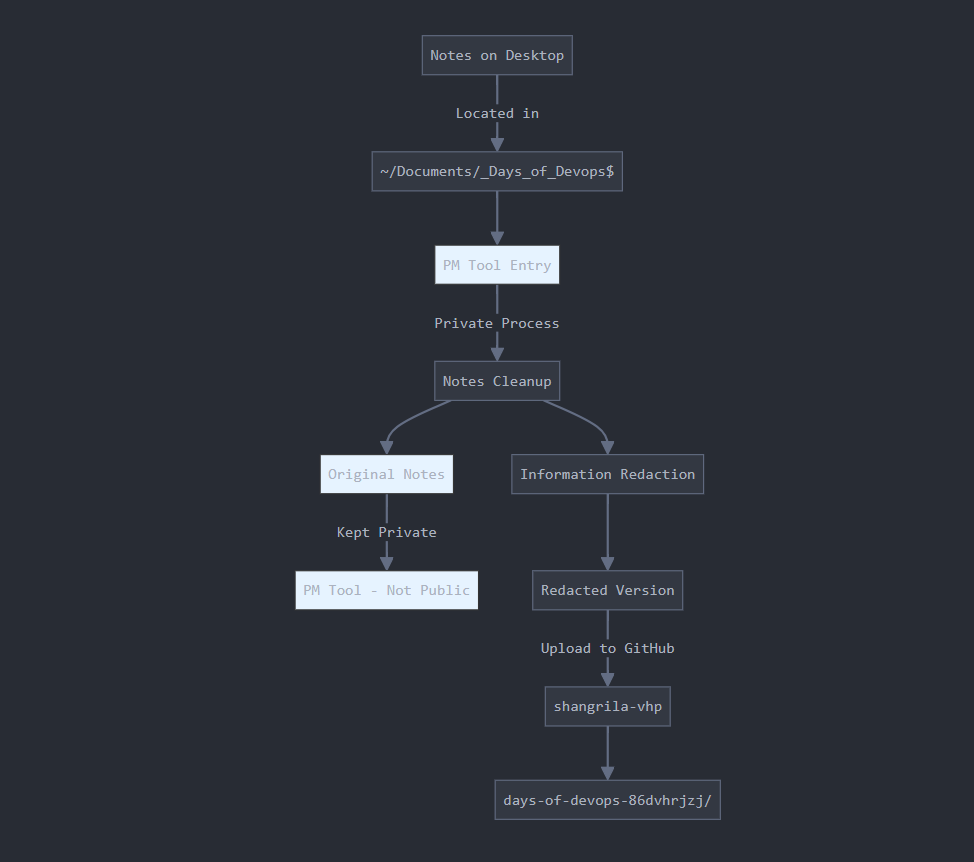 Notes on Desktop
Located in
~/Documents/_Days_of_Devops$
PM Tool Entry
Private Process
Notes Cleanup
Original Notes
Information Redaction
Kept Private
PM Tool - Not Public
Redacted Version
Upload to GitHub
shangrila-vhp
days-of-devops-86dvhrjzj/